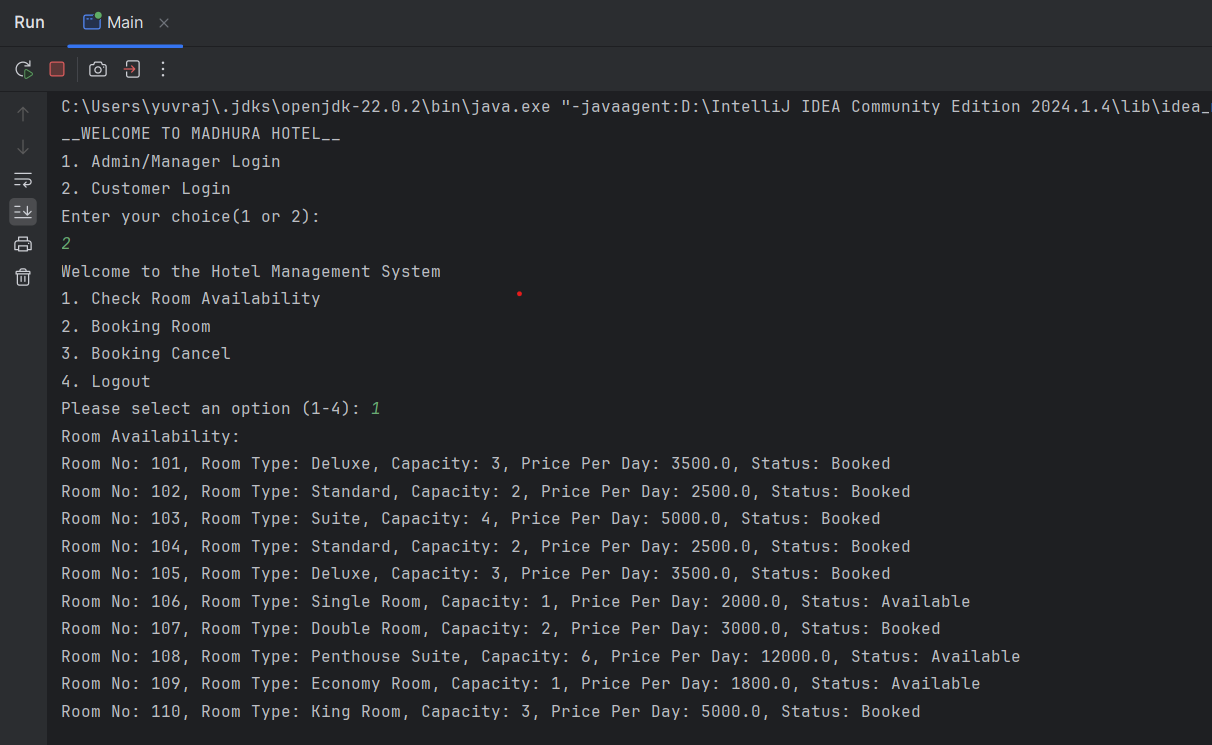 Run Main
C:\Users\yuvraj\.jdks\openjdk-22.0.2\bin\java.exe "-javaagent:D:\IntelliJ IDEA Community Edition 2024.1.4\lib\idea_
__WELCOME TO MADHURA HOTEL__
1. Admin/Manager Login
2. Customer Login
Enter your choice(1 or 2):
2
Welcome to the Hotel Management System
1. Check Room Availability
2. Booking Room
3. Booking Cancel
4. Logout
Please select an option (1-4): 1
Room Availability:
Room No: 101, Room Type: Deluxe, Capacity: 3, Price Per Day: 3500.0, Status: Booked
Room No: 102, Room Type: Standard, Capacity: 2, Price Per Day: 2500.0, Status: Booked
Room No: 103, Room Type: Suite, Capacity: 4, Price Per Day: 5000.0, Status: Booked
Room No: 104, Room Type: Standard, Capacity: 2, Price Per Day: 2500.0, Status: Booked
Room No: 105, Room Type: Deluxe, Capacity: 3, Price Per Day: 3500.0, Status: Booked
Room No: 106, Room Type: Single Room, Capacity: 1, Price Per Day: 2000.0, Status: Available
Room No: 107, Room Type: Double Room, Capacity: 2, Price Per Day: 3000.0, Status: Booked
Room No: 108, Room Type: Penthouse Suite, Capacity: 6, Price Per Day: 12000.0, Status: Available
Room No: 109, Room Type: Economy Room, Capacity: 1, Price Per Day: 1800.0, Status: Available
Room No: 110, Room Type: King Room, Capacity: 3, Price Per Day: 5000.0, Status: Booked